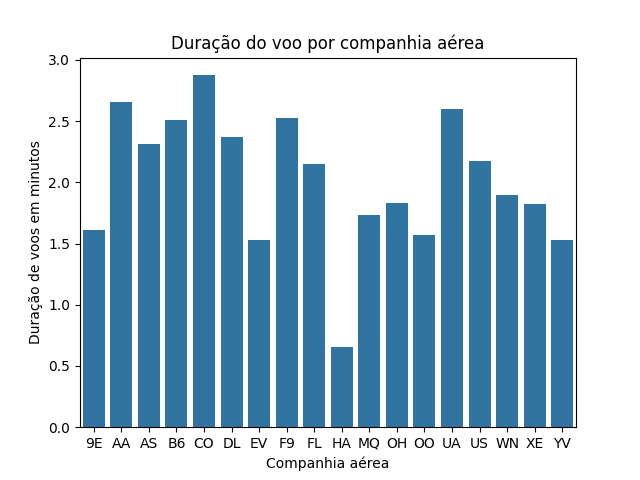 Duração do voo por companhia aérea
Duração de voos em minutos
3.0
2.5
2.0
1.5
1.0
0.5
0.0
9E AA AS B6 CO DL EV F9 FL HA MQ OH OO UA US WN XE YV
Companhia aérea